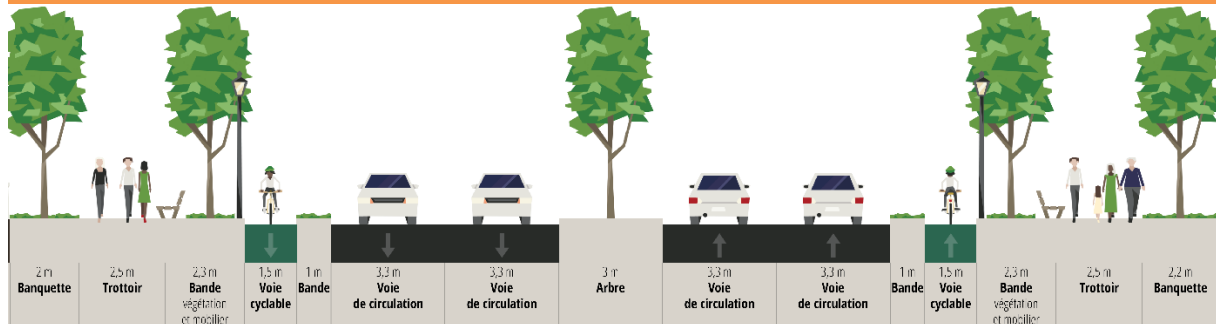 2 m
Banquette
2,5 m
Trottoir
2,3 m
Bande
végétation
et mobilier
1,5 m
Voie
cyclable
1 m
Bande
3,3 m
Voie
de circulation
3,3 m
Voie
de circulation
3 m
Arbre
3,3 m
Voie
de circulation
3,3 m
Voie
de circulation
1 m
Bande
1,5 m
Voie
cyclable
2,3 m
Bande
végétation
et mobilier
2,5 m
Trottoir
2,2 m
Banquette